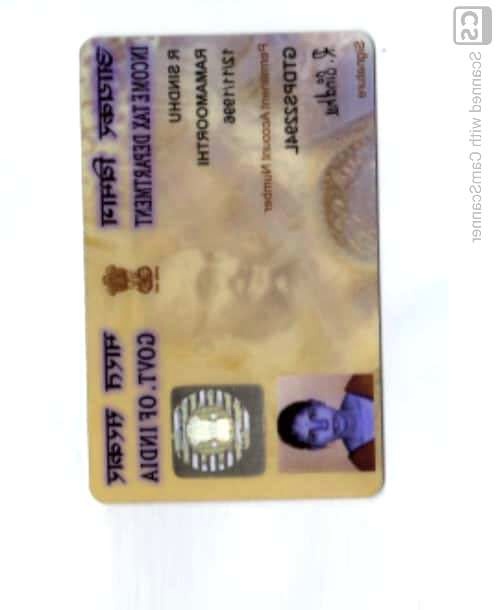 आयकर विभाग
INCOME TAX DEPARTMENT
भारत सरकार
GOVT. OF INDIA
R SINDHU
RAMAMOORTHI
12/11/1996
Permanent Account Number
GTDPS2294L
R. Sindhu
Signature
CS
Scanned with CamScanner